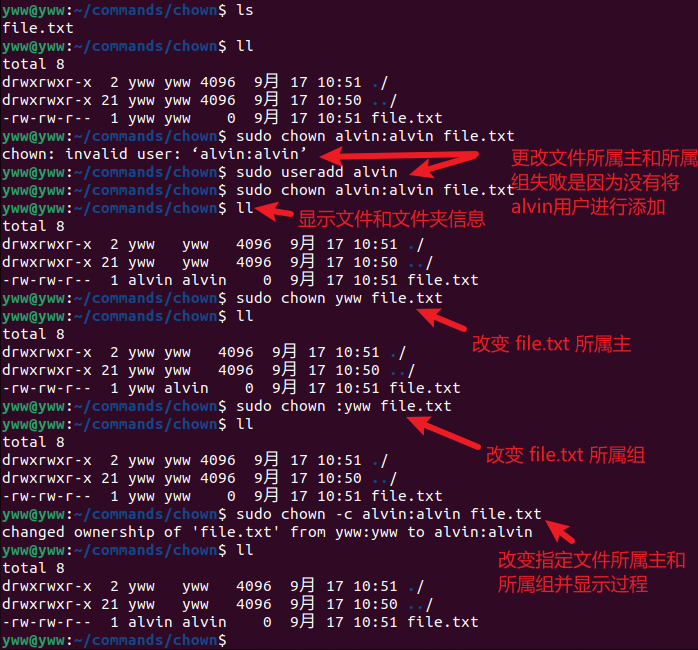 yww@yww:~/commands/chown$ ls
file.txt
yww@yww:~/commands/chown$ ll
total 8
drwxrwxr-x  2 yww yww 4096  9月 17 10:51 ./
drwxrwxr-x 21 yww yww 4096  9月 17 10:50 ../
-rw-rw-r--  1 yww yww    0  9月 17 10:51 file.txt
yww@yww:~/commands/chown$ sudo chown alvin:alvin file.txt
chown: invalid user: ‘alvin:alvin’
yww@yww:~/commands/chown$ sudo useradd alvin
yww@yww:~/commands/chown$ sudo chown alvin:alvin file.txt
更改文件所属主和所属
组失败是因为没有将
alvin用户进行添加
yww@yww:~/commands/chown$ ll
显示文件和文件夹信息
total 8
drwxrwxr-x  2 yww   yww   4096  9月 17 10:51 ./
drwxrwxr-x 21 yww   yww   4096  9月 17 10:50 ../
-rw-rw-r--  1 alvin alvin    0  9月 17 10:51 file.txt
yww@yww:~/commands/chown$ sudo chown yww file.txt
yww@yww:~/commands/chown$ ll
改变 file.txt 所属主
total 8
drwxrwxr-x  2 yww yww   4096  9月 17 10:51 ./
drwxrwxr-x 21 yww yww   4096  9月 17 10:50 ../
-rw-rw-r--  1 yww alvin    0  9月 17 10:51 file.txt
yww@yww:~/commands/chown$ sudo chown :yww file.txt
yww@yww:~/commands/chown$ ll
改变 file.txt 所属组
total 8
drwxrwxr-x  2 yww yww 4096  9月 17 10:51 ./
drwxrwxr-x 21 yww yww 4096  9月 17 10:50 ../
-rw-rw-r--  1 yww yww    0  9月 17 10:51 file.txt
yww@yww:~/commands/chown$ sudo chown -c alvin:alvin file.txt
changed ownership of 'file.txt' from yww:yww to alvin:alvin
yww@yww:~/commands/chown$ ll
改变指定文件所属主和
所属组并显示过程
total 8
drwxrwxr-x  2 yww   yww   4096  9月 17 10:51 ./
drwxrwxr-x 21 yww   yww   4096  9月 17 10:50 ../
-rw-rw-r--  1 alvin alvin    0  9月 17 10:51 file.txt
yww@yww:~/commands/chown$